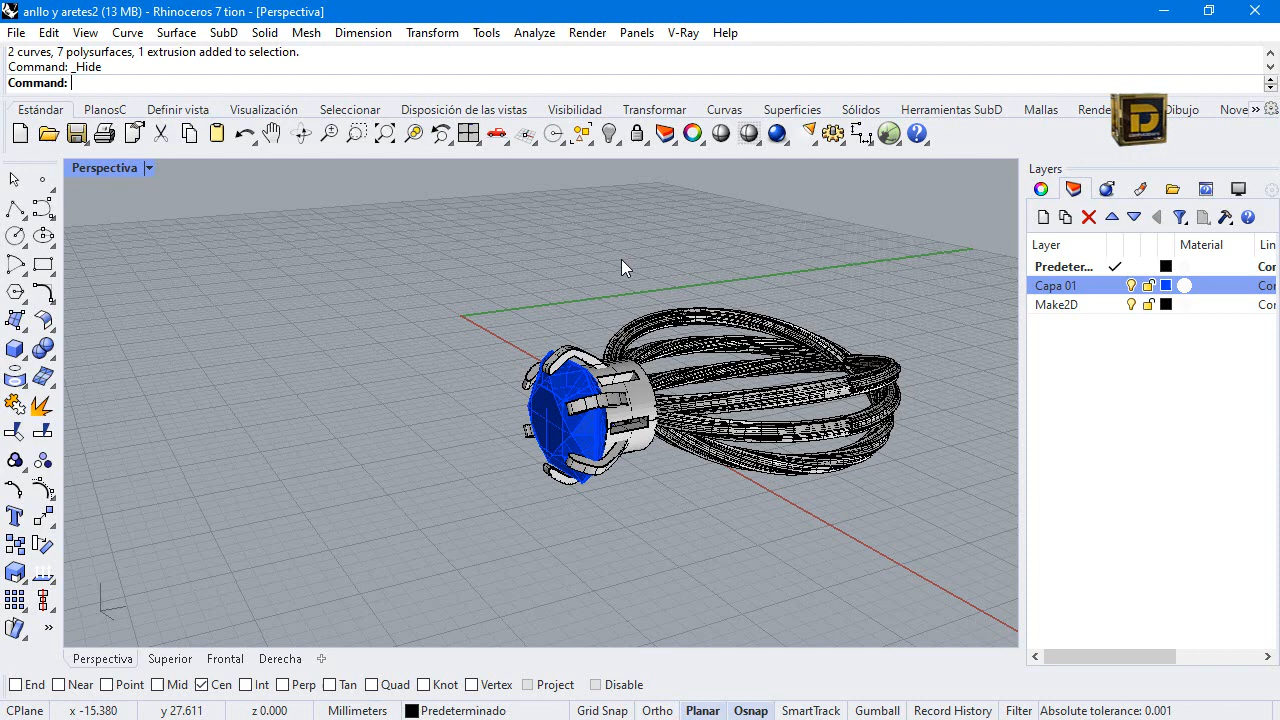 anllo y aretes2 (13 MB) - Rhinoceros 7 tion - [Perspectiva]
File Edit View Curve Surface SubD Solid Mesh Dimension Transform Tools Analyze Render Panels V-Ray Help
2 curves, 7 polysurfaces, 1 extrusion added to selection.
Command: _Hide
Command:
Estándar PlanosC Definir vista Visualización Seleccionar Disposición de las vistas Visibilidad Transformar Curvas Superficies Sólidos Herramientas SubD Mallas Rende Dibujo Nove »
Perspectiva
Layers
Layer Material Lin
Predeter... Cor
Capa 01 Cor
Make2D Cor
Perspectiva Superior Frontal Derecha
End Near Point Mid Cen Int Perp Tan Quad Knot Vertex Project Disable
CPlane x -15.380 y 27.611 z 0.000 Millimeters Predeterminado Grid Snap Ortho Planar Osnap SmartTrack Gumball Record History Filter Absolute tolerance: 0.001